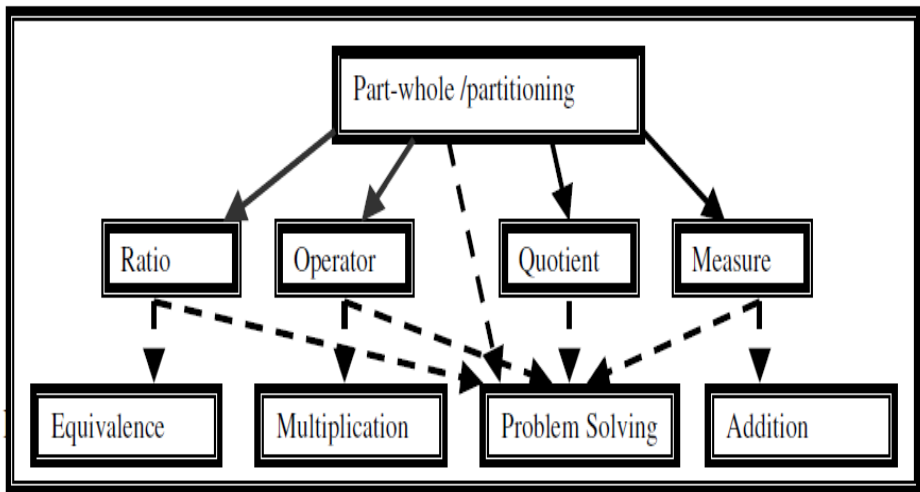 Part-whole /partitioning
Ratio
Operator
Quotient
Measure
Equivalence
Multiplication
Problem Solving
Addition